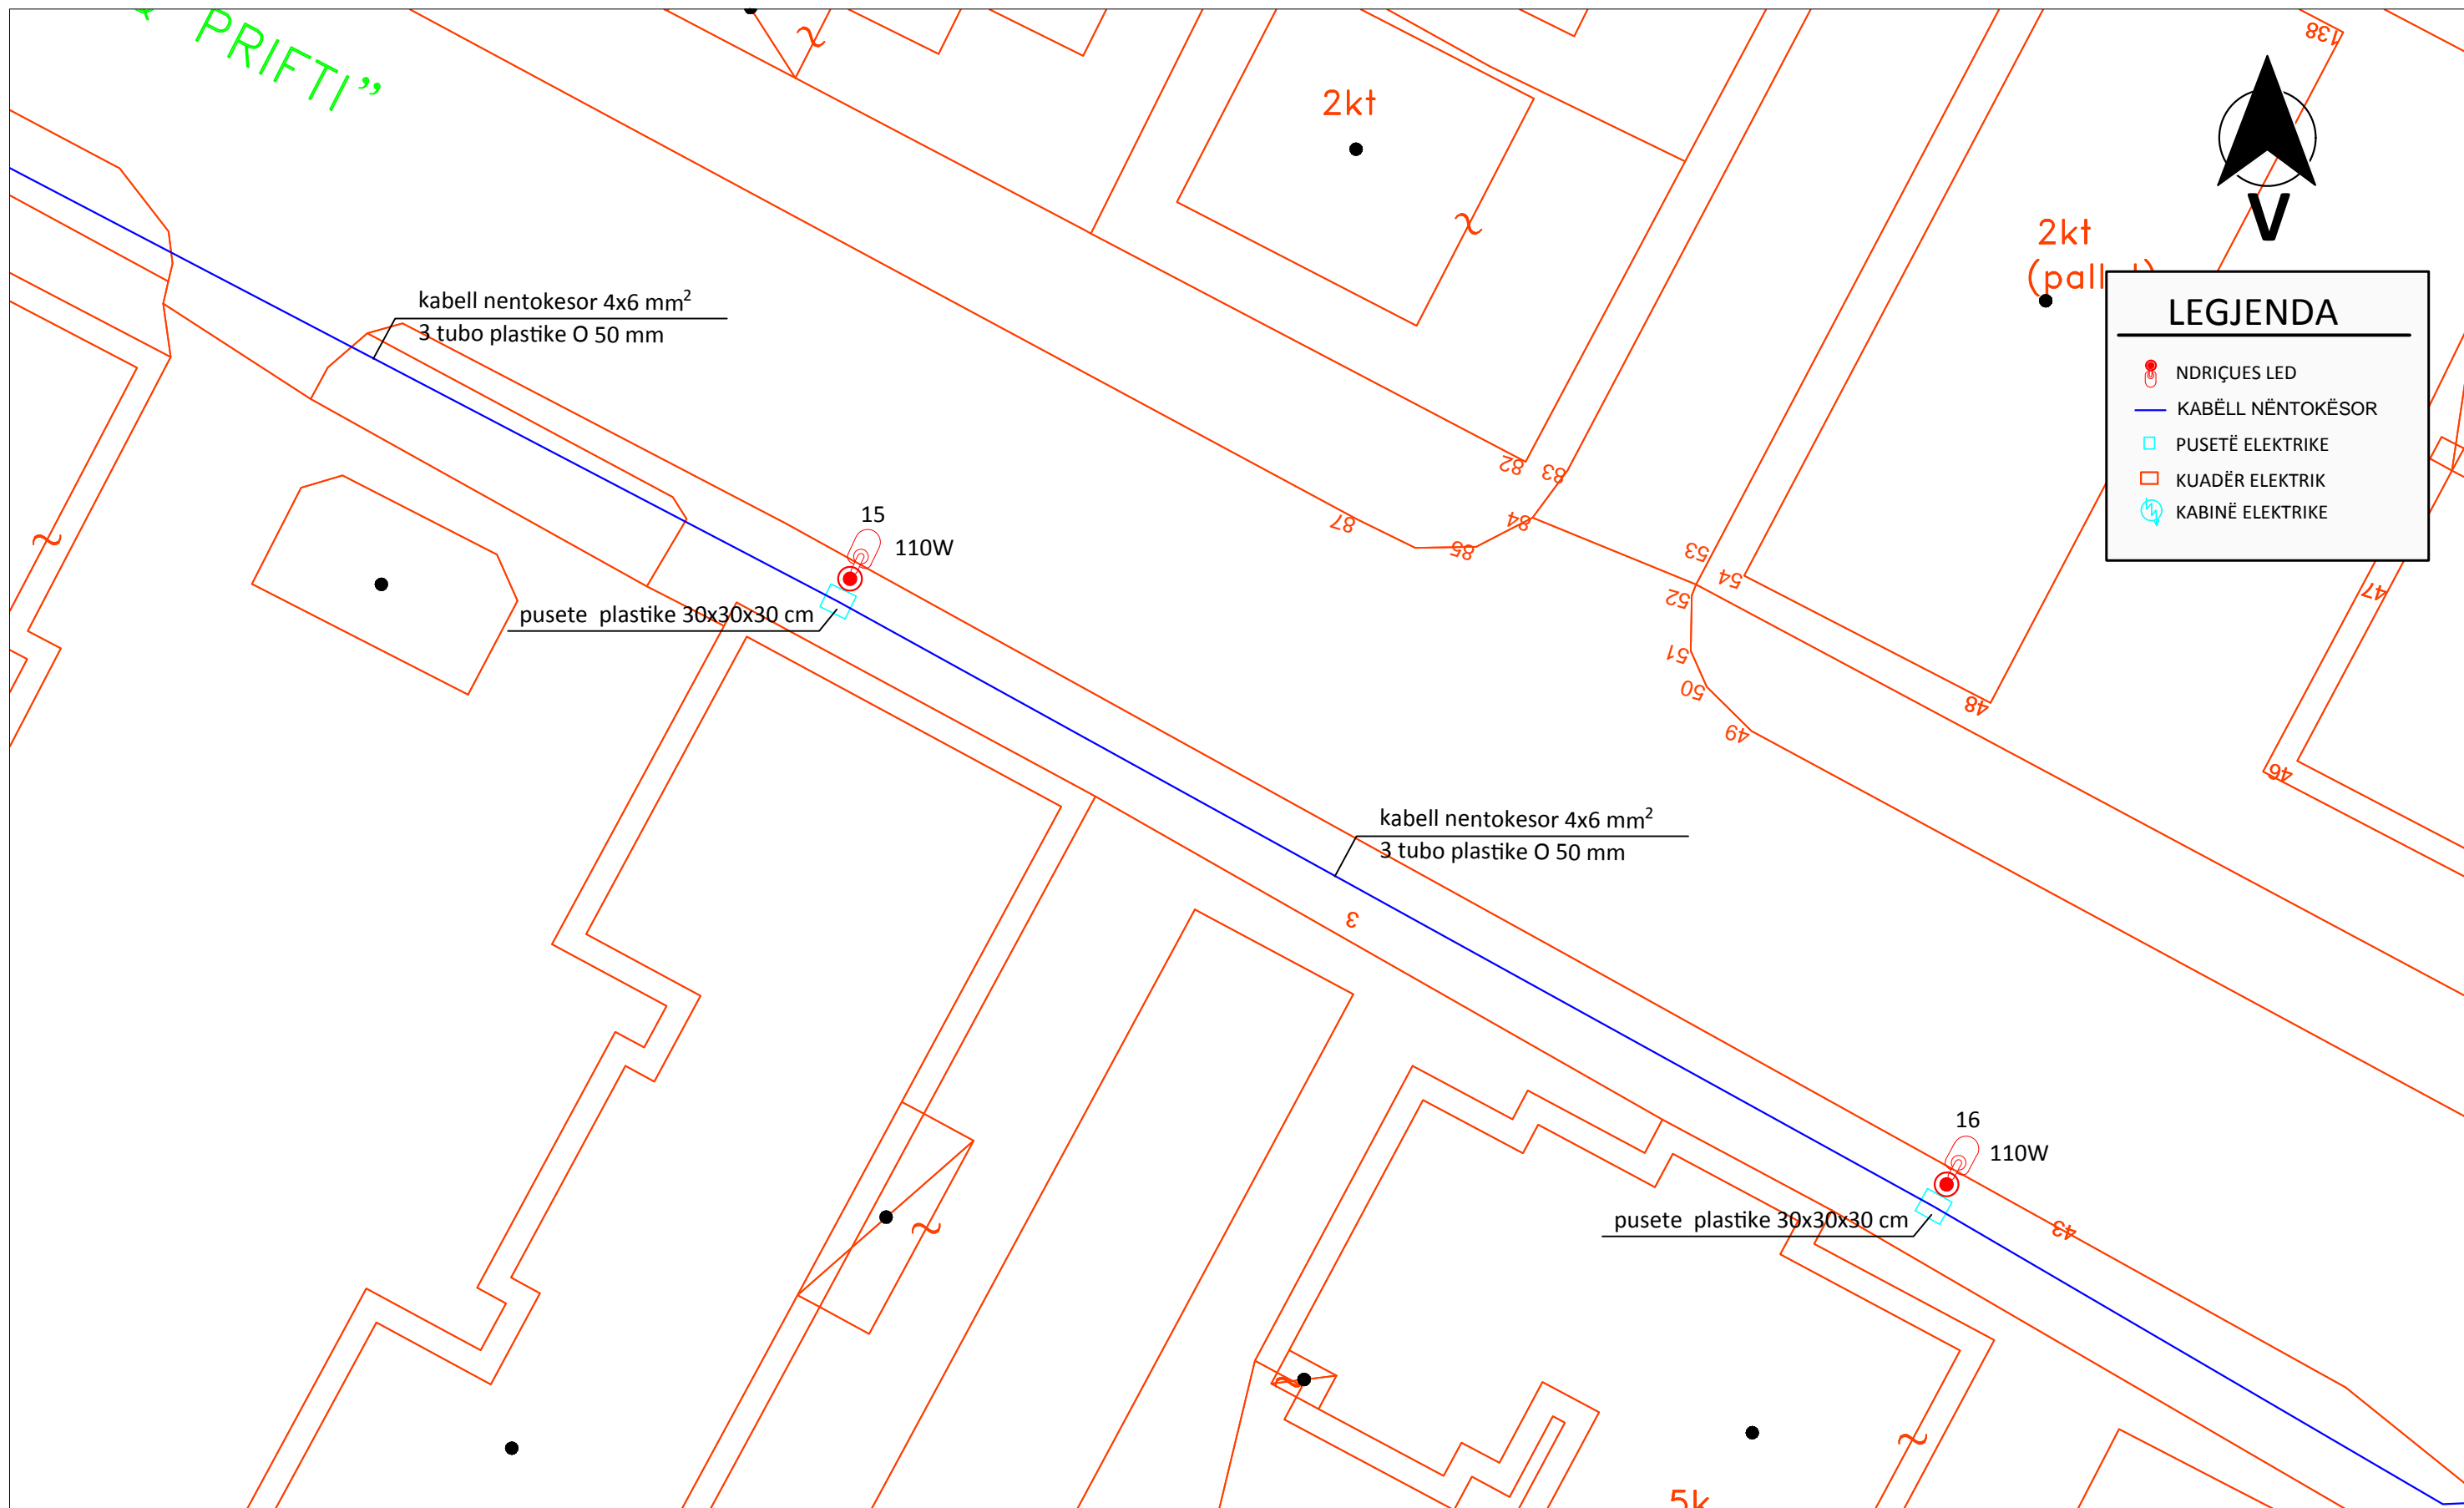 PRIFTI”
138
2kt
2kt
LEGJENDA
NDRIÇUES LED
KABËLL NËNTOKËSOR
PUSETË ELEKTRIKE
KUADËR ELEKTRIK
KABINË ELEKTRIKE
kabell nentokesor 4x6 mm²
3 tubo plastike O 50 mm
82
83
84
87
85
15
110W
53
54
52
47
pusete plastike 30x30x30 cm
51
50
48
49
46
kabell nentokesor 4x6 mm²
3 tubo plastike O 50 mm
3
16
110W
pusete plastike 30x30x30 cm
43
5k
V